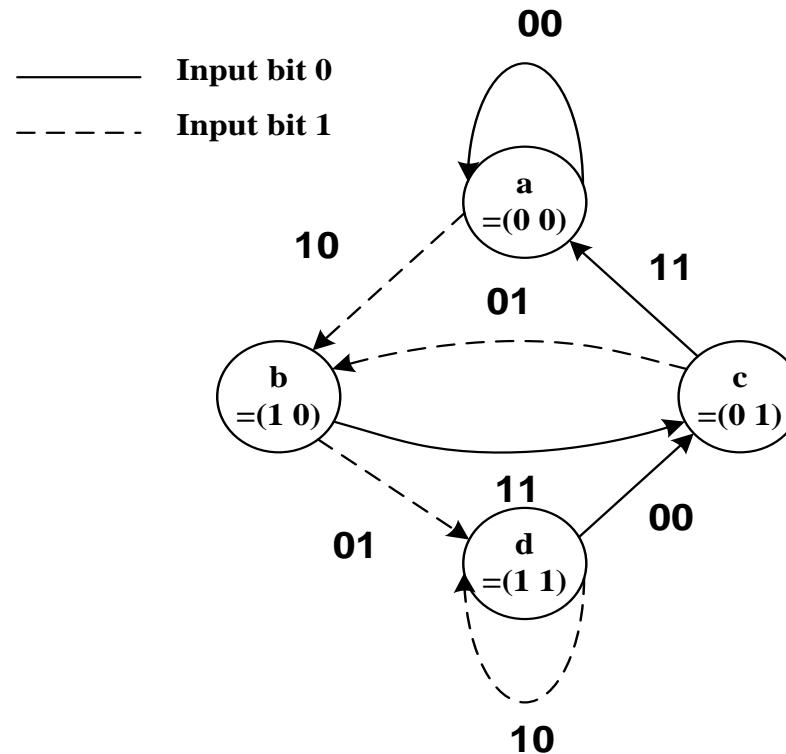 00
Input bit 0
Input bit 1
a
=(0 0)
10
11
01
b
=(1 0)
c
=(0 1)
11
00
01
d
=(1 1)
10